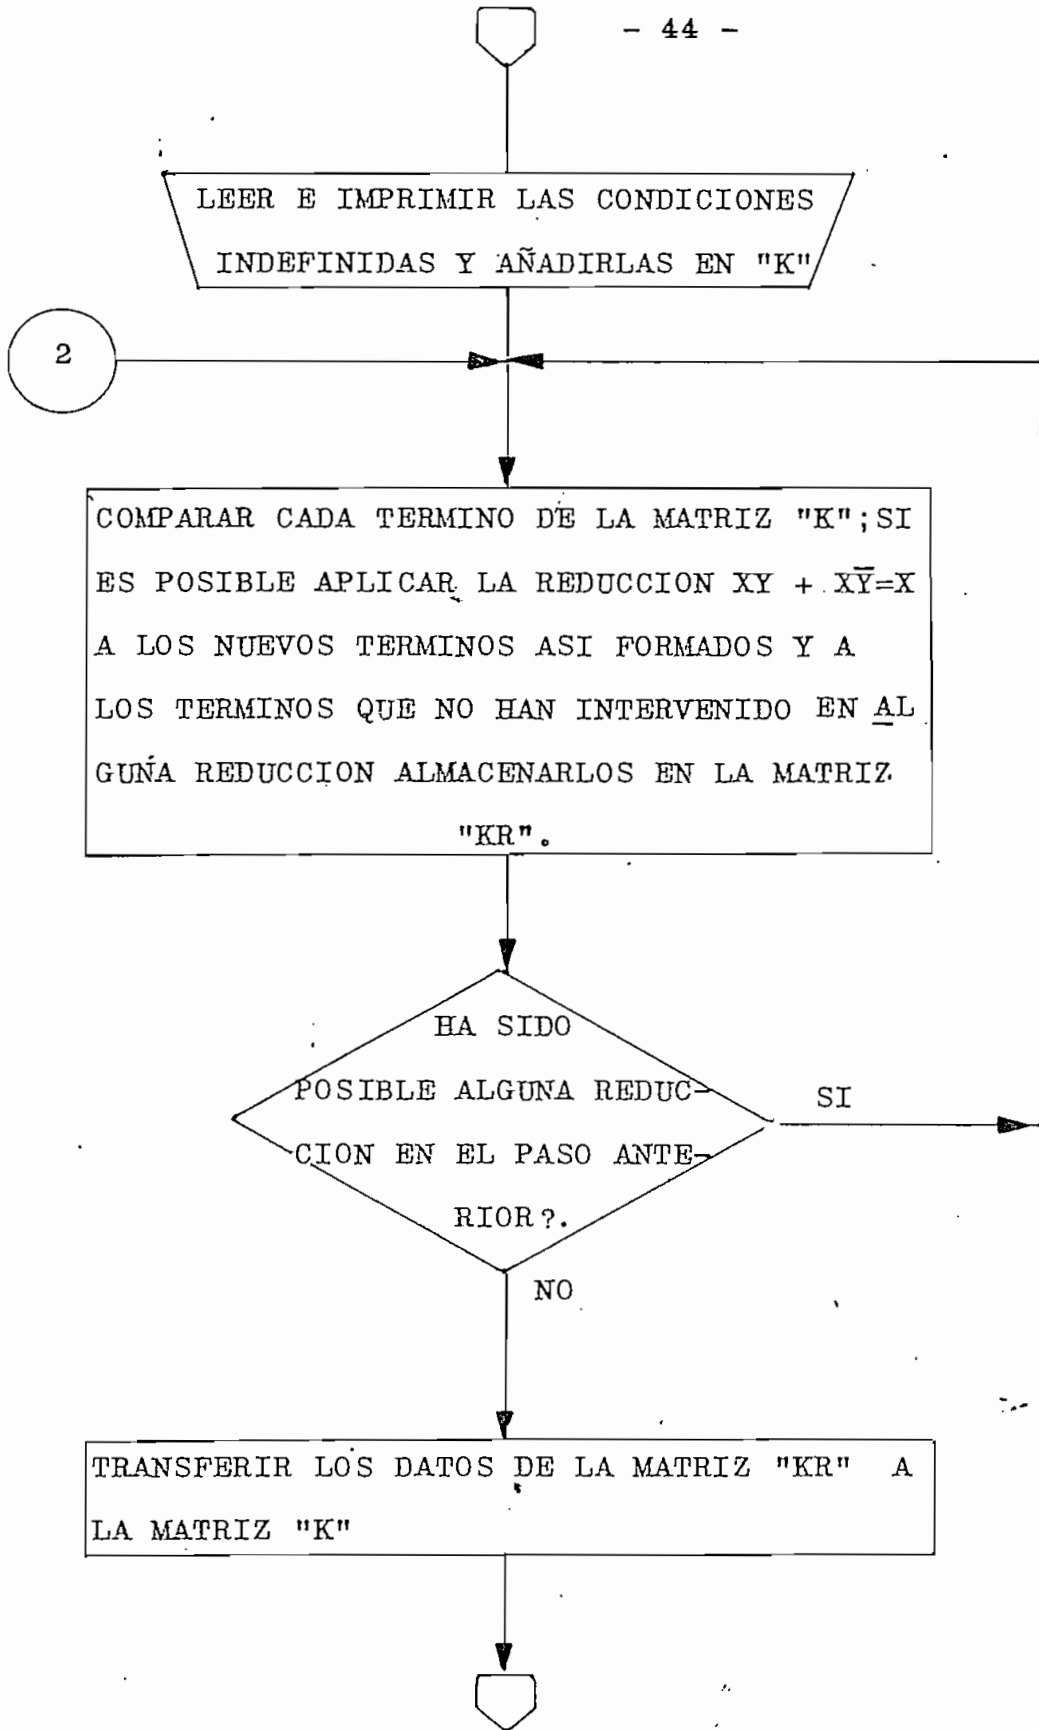 - 44 -
LEER E IMPRIMIR LAS CONDICIONES
INDEFINIDAS Y AÑADIRLAS EN "K"
2
COMPARAR CADA TERMINO DE LA MATRIZ "K"; SI
ES POSIBLE APLICAR LA REDUCCION XY + XY̅=X
A LOS NUEVOS TERMINOS ASI FORMADOS Y A
LOS TERMINOS QUE NO HAN INTERVENIDO EN AL
GUNA REDUCCION ALMACENARLOS EN LA MATRIZ
"KR".
HA SIDO
POSIBLE ALGUNA REDUC-
CION EN EL PASO ANTE-
RIOR?.
SI
NO
TRANSFERIR LOS DATOS DE LA MATRIZ "KR" A
LA MATRIZ "K"